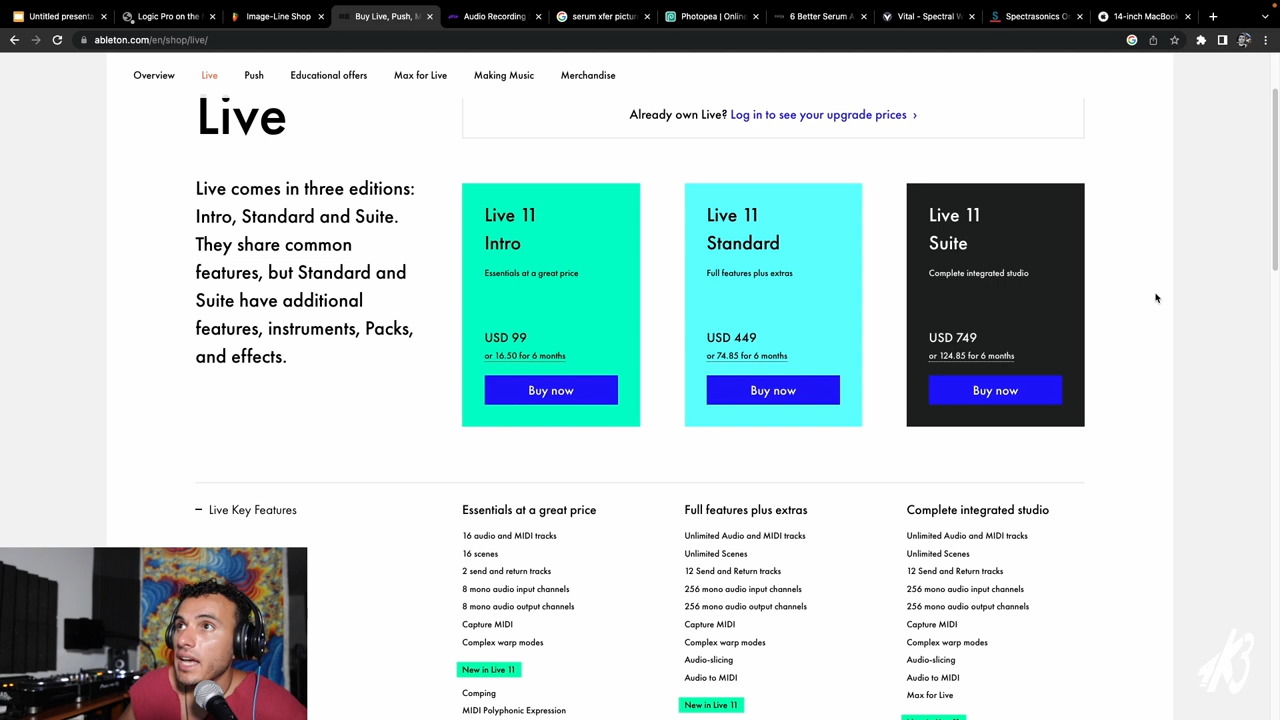 Untitled presenta
Logic Pro on the
Image-Line Shop
Buy Live, Push, M
Audio Recording
serum xfer pictur
Photopea | Online
6 Better Serum A
Vital - Spectral W
Spectrasonics O
14-inch MacBook
ableton.com/en/shop/live/
Overview
Live
Push
Educational offers
Max for Live
Making Music
Merchandise
Live
Already own Live? Log in to see your upgrade prices ›
Live comes in three editions:
Intro, Standard and Suite.
They share common
features, but Standard and
Suite have additional
features, instruments, Packs,
and effects.
Live 11
Intro
Essentials at a great price
USD 99
or 16.50 for 6 months
Buy now
Live 11
Standard
Full features plus extras
USD 449
or 74.85 for 6 months
Buy now
Live 11
Suite
Complete integrated studio
USD 749
or 124.85 for 6 months
Buy now
Live Key Features
Essentials at a great price
16 audio and MIDI tracks
16 scenes
2 send and return tracks
8 mono audio input channels
8 mono audio output channels
Capture MIDI
Complex warp modes
New in Live 11
Comping
MIDI Polyphonic Expression
Full features plus extras
Unlimited Audio and MIDI tracks
Unlimited Scenes
12 Send and Return tracks
256 mono audio input channels
256 mono audio output channels
Capture MIDI
Complex warp modes
Audio-slicing
Audio to MIDI
New in Live 11
Complete integrated studio
Unlimited Audio and MIDI tracks
Unlimited Scenes
12 Send and Return tracks
256 mono audio input channels
256 mono audio output channels
Capture MIDI
Complex warp modes
Audio-slicing
Audio to MIDI
Max for Live